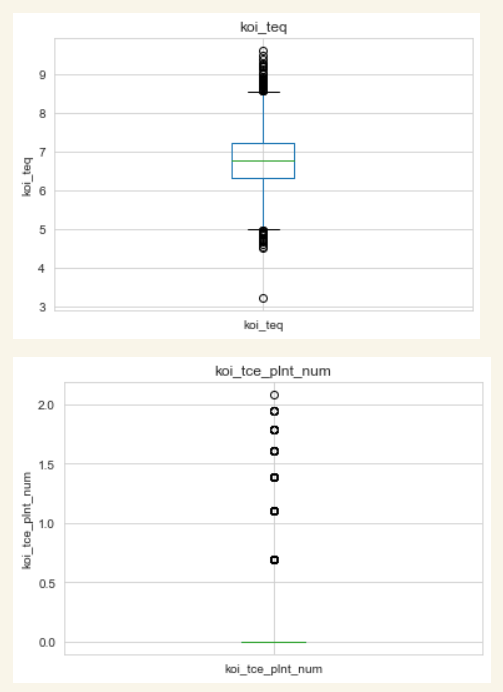 koi_teq
9
8
7
6
5
4
3
koi_teq
koi_teq
koi_tce_plnt_num
2.0
1.5
1.0
0.5
0.0
koi_tce_plnt_num
koi_tce_plnt_num